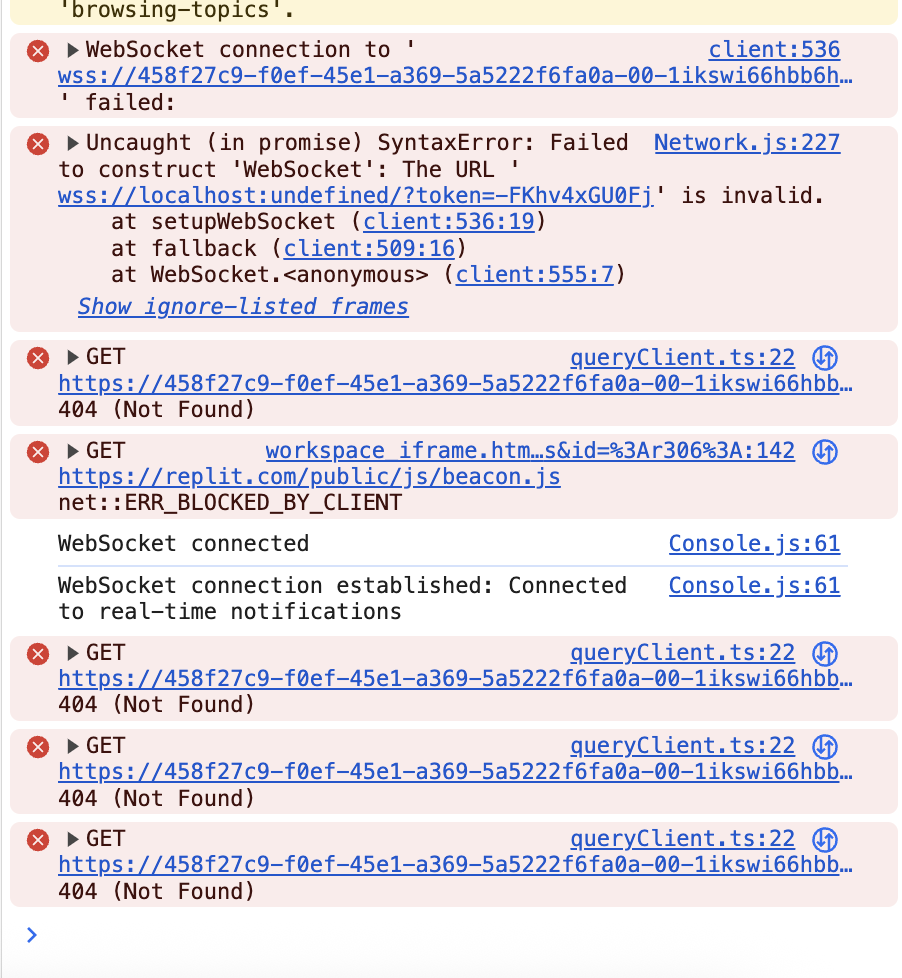 'browsing-topics'.
WebSocket connection to ' client:536
wss://458f27c9-f0ef-45e1-a369-5a5222f6fa0a-00-1ikswi66hbb6h…
' failed:
Uncaught (in promise) SyntaxError: Failed Network.js:227
to construct 'WebSocket': The URL '
wss://localhost:undefined/?token=-FKhv4xGU0Fj' is invalid.
at setupWebSocket (client:536:19)
at fallback (client:509:16)
at WebSocket.<anonymous> (client:555:7)
Show ignore-listed frames
GET queryClient.ts:22
https://458f27c9-f0ef-45e1-a369-5a5222f6fa0a-00-1ikswi66hbb…
404 (Not Found)
GET workspace_iframe.htm…s&id=%3Ar306%3A:142
https://replit.com/public/js/beacon.js
net::ERR_BLOCKED_BY_CLIENT
WebSocket connected Console.js:61
WebSocket connection established: Connected Console.js:61
to real-time notifications
GET queryClient.ts:22
https://458f27c9-f0ef-45e1-a369-5a5222f6fa0a-00-1ikswi66hbb…
404 (Not Found)
GET queryClient.ts:22
https://458f27c9-f0ef-45e1-a369-5a5222f6fa0a-00-1ikswi66hbb…
404 (Not Found)
GET queryClient.ts:22
https://458f27c9-f0ef-45e1-a369-5a5222f6fa0a-00-1ikswi66hbb…
404 (Not Found)